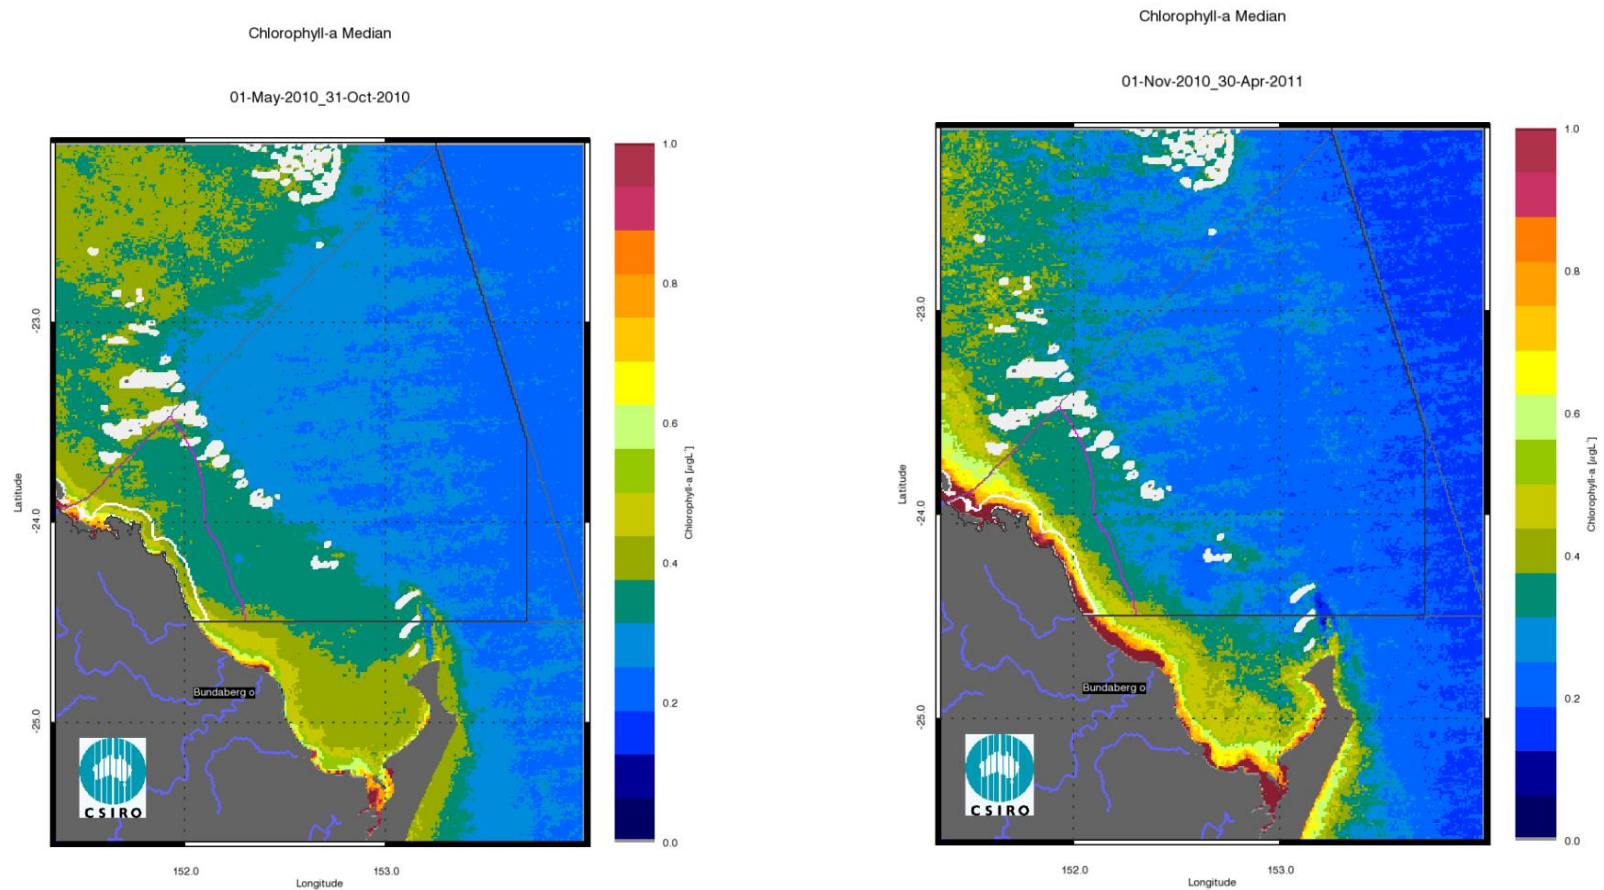 Chlorophyll-a Median
01-May-2010_31-Oct-2010
1.0
0.8
0.6
0.4
0.2
0.0
Chlorophyll-a [µgL⁻]
-23.0
-24.0
-25.0
Latitude
Bundaberg o
CSIRO
152.0 153.0
Longitude
Chlorophyll-a Median
01-Nov-2010_30-Apr-2011
1.0
0.8
0.6
0.4
0.2
0.0
Chlorophyll-a [µgL⁻]
-23.0
-24.0
-25.0
Latitude
Bundaberg o
CSIRO
152.0 153.0
Longitude